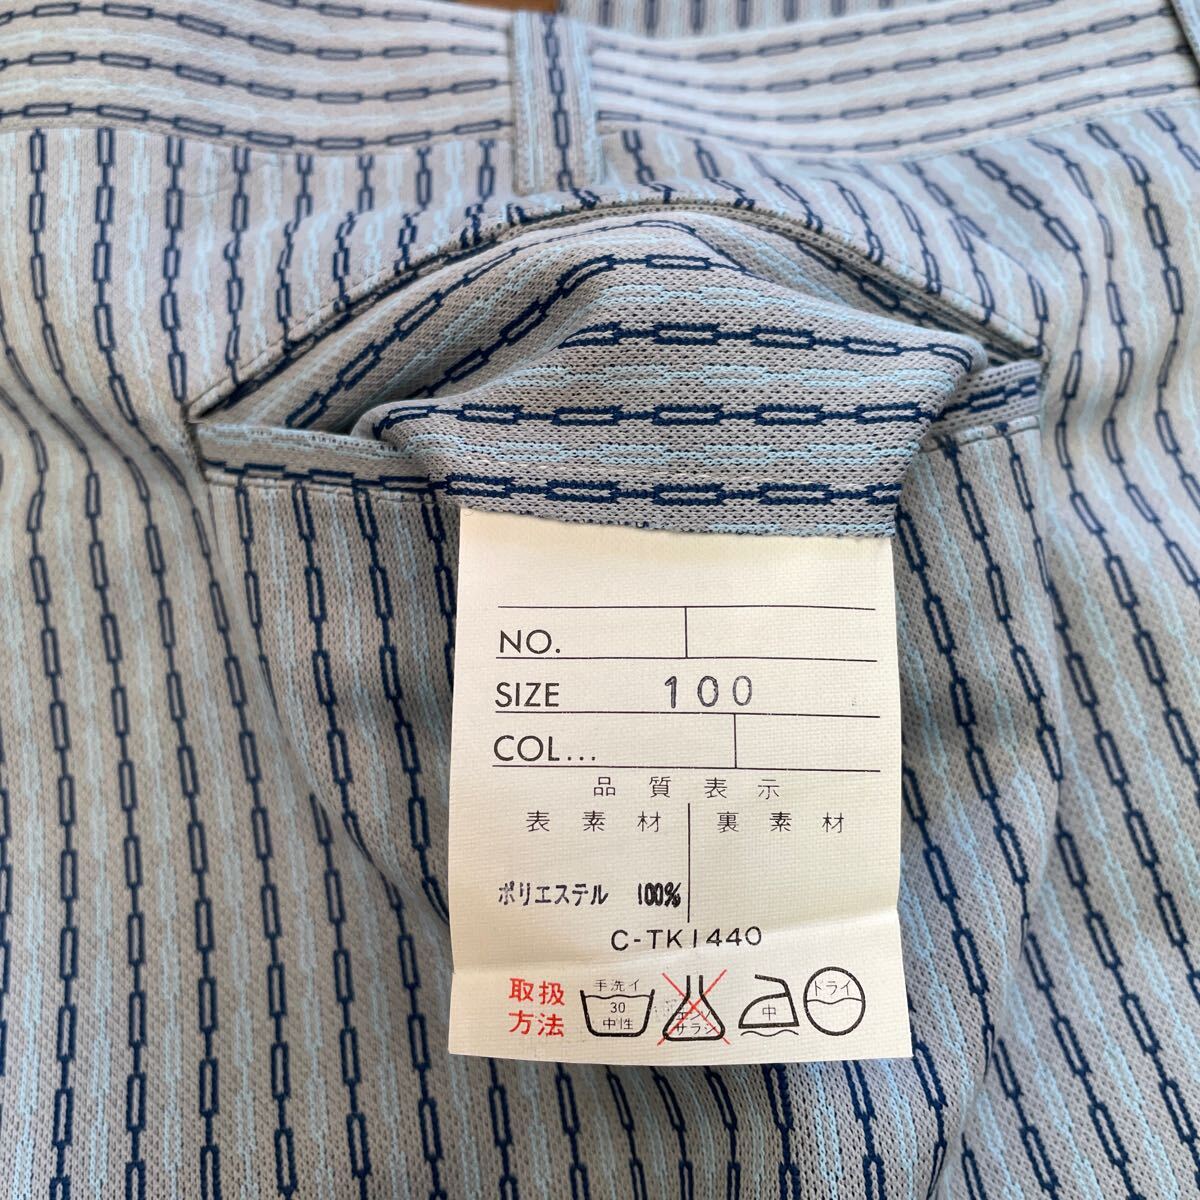 NO.
SIZE 100
COL...
品質表示
表素材 裏素材
ポリエステル 100%
C-TK1440
取扱
方法
手洗イ
30
中性
エンソ
サラシ
中
ドライ